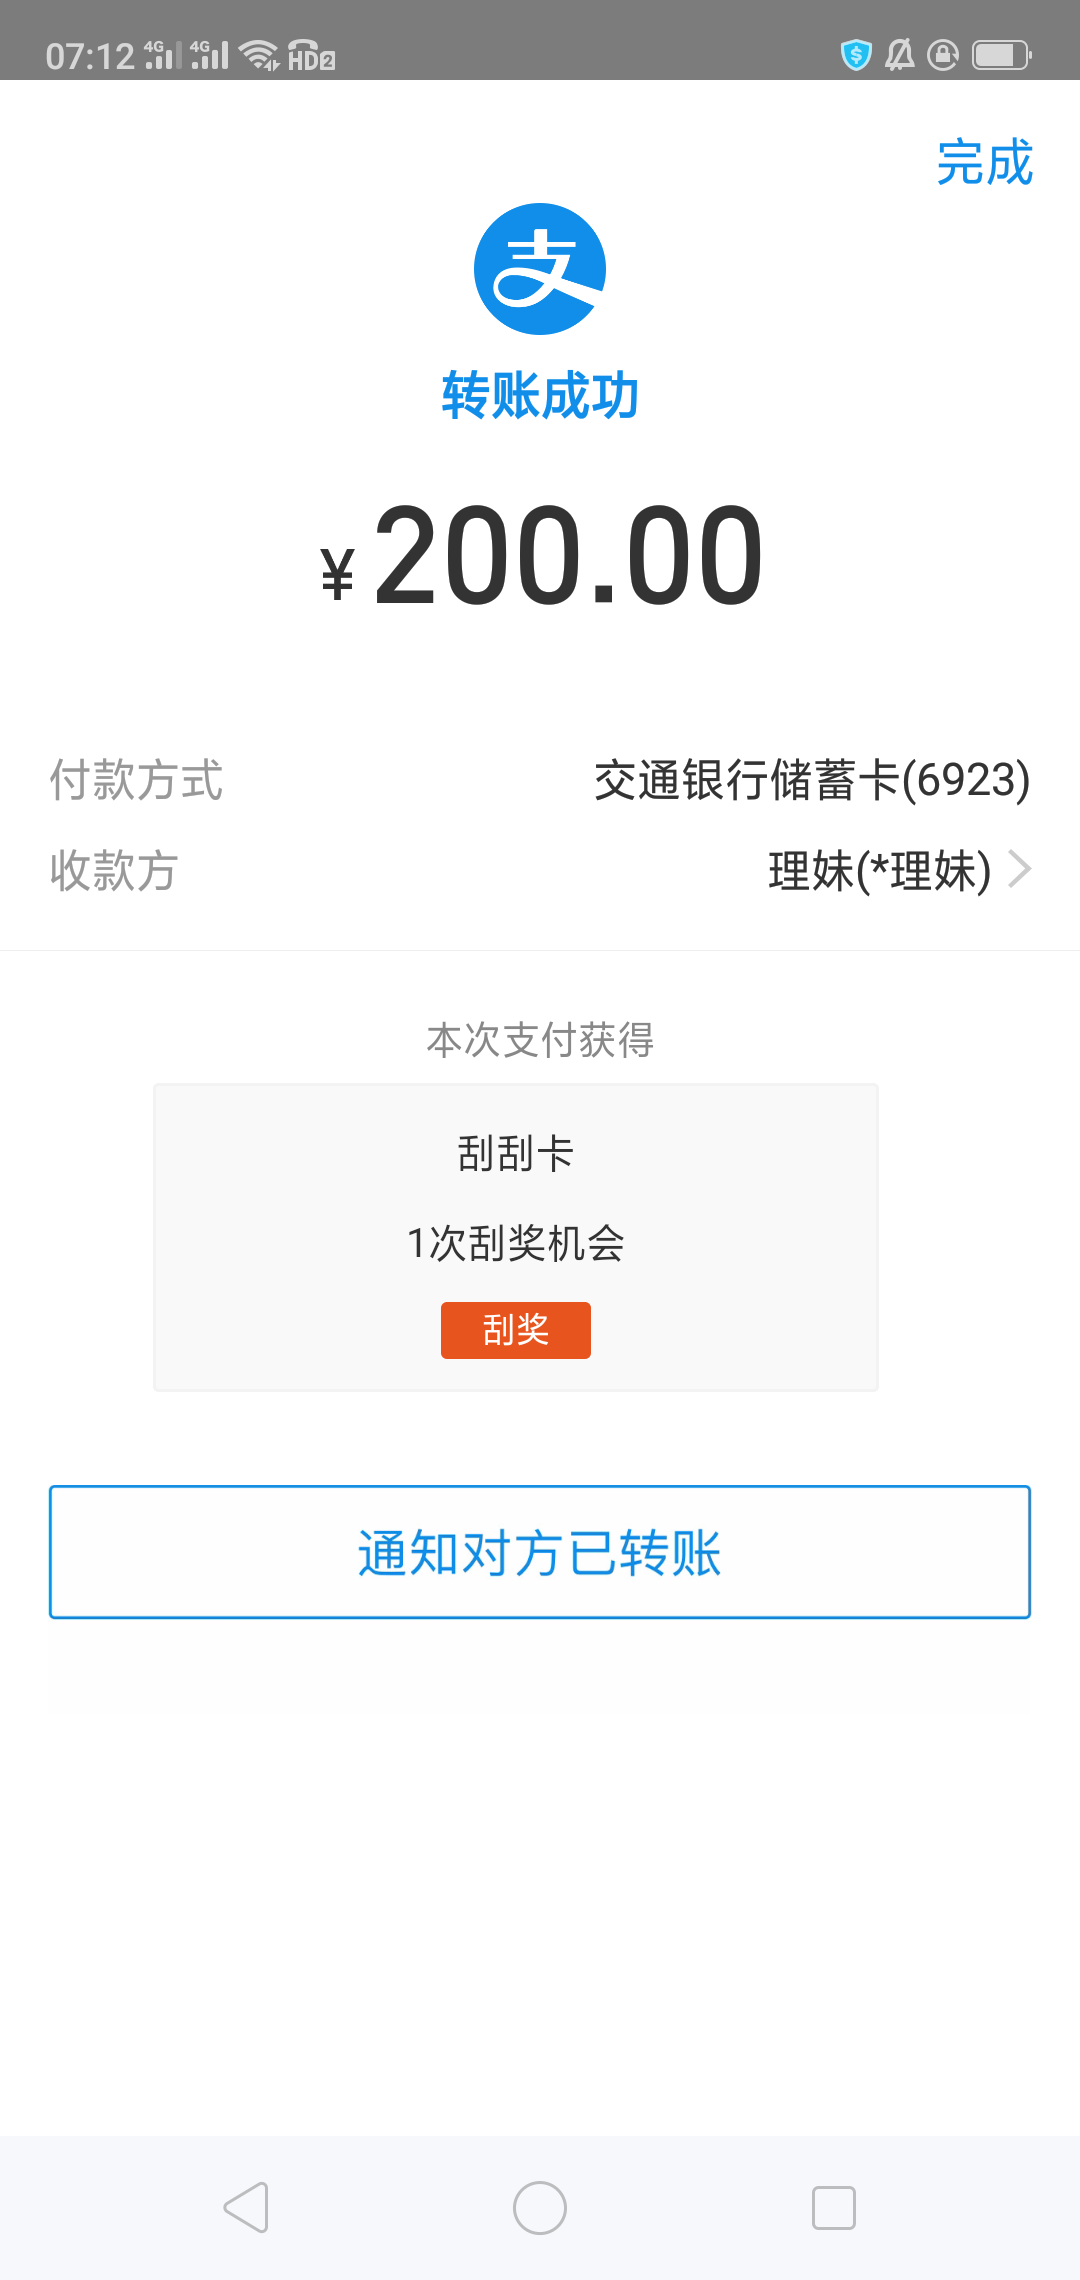 07:12 4G 4G HD2
完成
支
转账成功
¥200.00
付款方式 交通银行储蓄卡(6923)
收款方 理妹(*理妹)
本次支付获得
刮刮卡
1次刮奖机会
刮奖
通知对方已转账